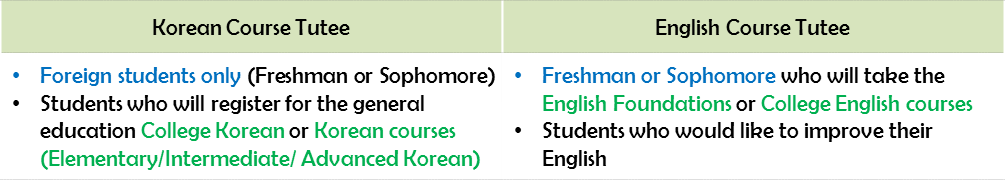 Korean Course Tutee
English Course Tutee
• Foreign students only (Freshman or Sophomore)
• Students who will register for the general
education College Korean or Korean courses
(Elementary/Intermediate/ Advanced Korean)
• Freshman or Sophomore who will take the
English Foundations or College English courses
• Students who would like to improve their
English